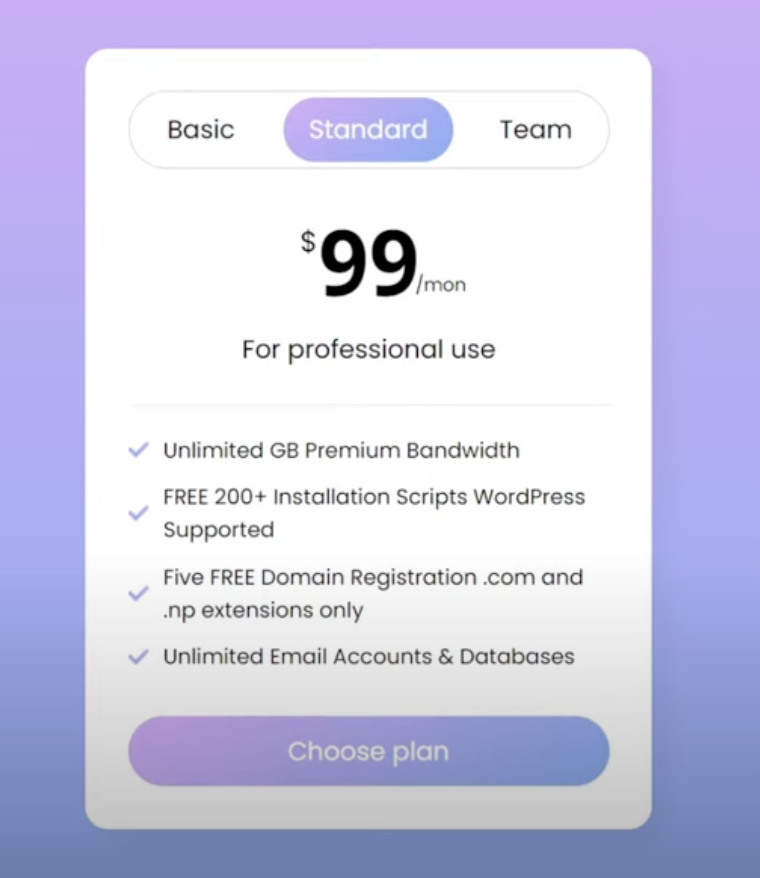 Basic Standard Team
$99/mon
For professional use
Unlimited GB Premium Bandwidth
FREE 200+ Installation Scripts WordPress
Supported
Five FREE Domain Registration .com and
.np extensions only
Unlimited Email Accounts & Databases
Choose plan